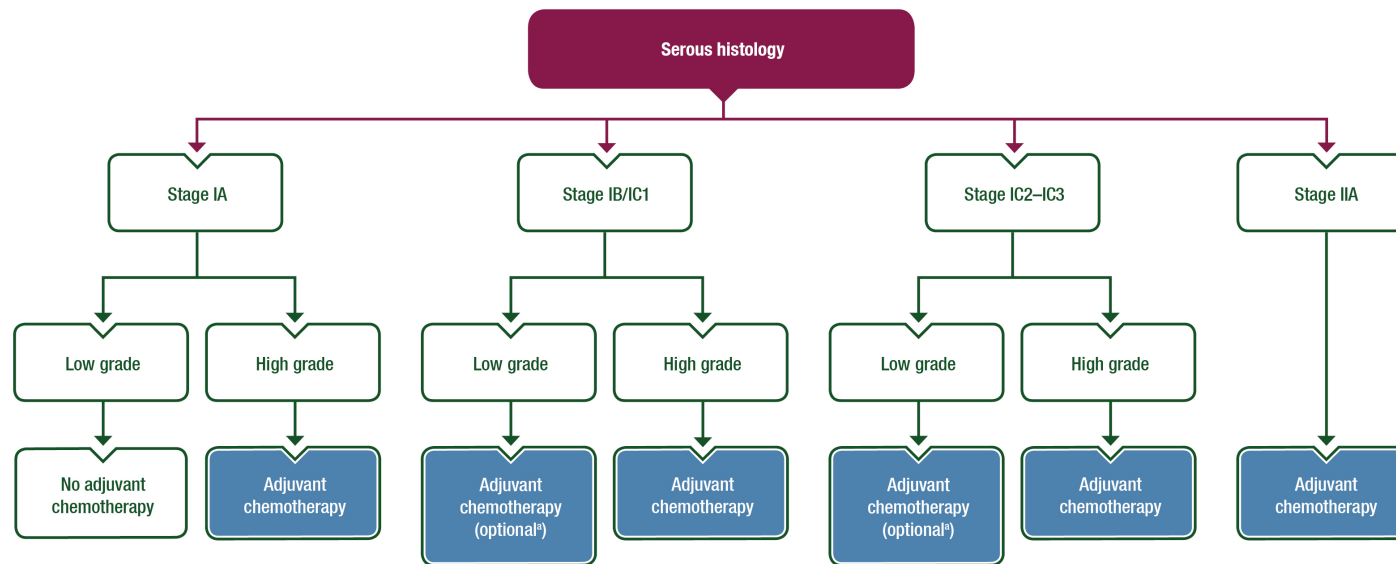 Serous histology
Stage IA
Stage IB/IC1
Stage IC2–IC3
Stage IIA
Low grade
High grade
Low grade
High grade
Low grade
High grade
No adjuvant
chemotherapy
Adjuvant
chemotherapy
Adjuvant
chemotherapy
(optionalᵃ)
Adjuvant
chemotherapy
Adjuvant
chemotherapy
(optionalᵃ)
Adjuvant
chemotherapy
Adjuvant
chemotherapy